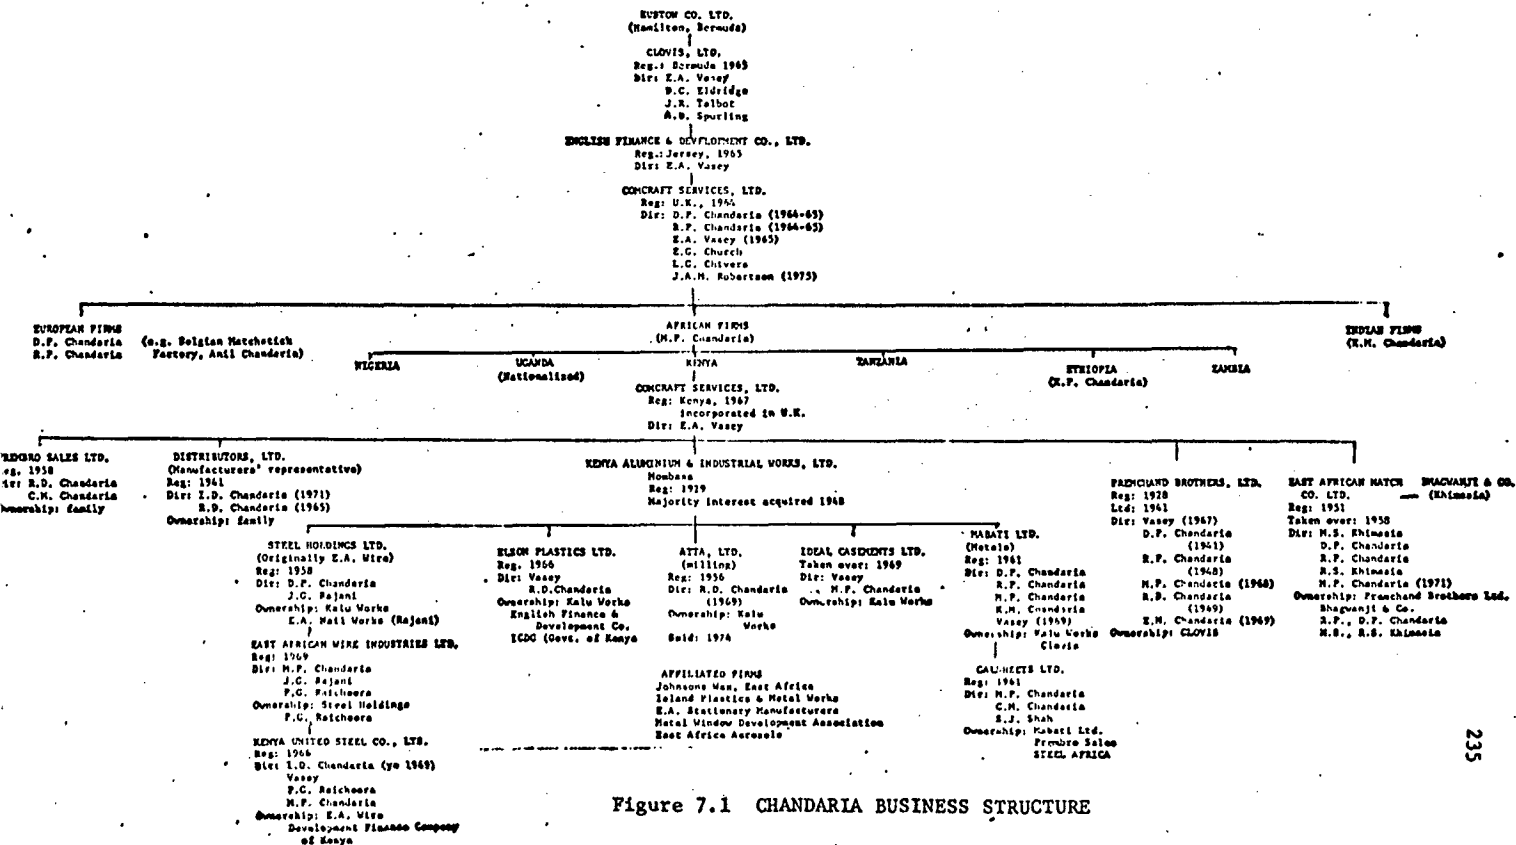 EUSTOW CO. LTD.
(Hamilton, Bermuda)
CLOVIS, LTD.
Reg.: Bermuda 1965
Dir: E.A. Vasey
D.C. Eldridge
J.R. Talbot
A.D. Spurling
ENGLISH FINANCE & DEVELOPMENT CO., LTD.
Reg.: Jersey, 1965
Dir: E.A. Vasey
COMCRAFT SERVICES, LTD.
Reg: U.K., 1964
Dir: D.P. Chandaria (1964-65)
R.P. Chandaria (1964-65)
E.A. Vasey (1965)
E.G. Church
L.C. Chivers
J.A.M. Robertson (1975)
EUROPEAN FIRMS
D.P. Chandaria
R.P. Chandaria
(e.g. Belgian Matchstick
Factory, Anil Chandaria)
AFRICAN FIRMS
(M.P. Chandaria)
INDIAN FIRMS
(K.M. Chandaria)
NIGERIA
UGANDA
(Nationalized)
KENYA
TANZANIA
ETHIOPIA
(K.P. Chandaria)
ZAMBIA
COMCRAFT SERVICES, LTD.
Reg: Kenya, 1967
incorporated in U.K.
Dir: E.A. Vasey
SALES LTD.
1958
R.D. Chandaria
C.M. Chandaria
family
DISTRIBUTORS, LTD.
(Manufacturers' representative)
Reg: 1941
Dir: I.D. Chandaria (1971)
R.D. Chandaria (1965)
Ownership: family
KENYA ALUMINIUM & INDUSTRIAL WORKS, LTD.
Mombasa
Reg: 1929
Majority interest acquired 1948
PREMCHAND BROTHERS, LTD.
Reg: 1928
Ltd: 1941
Dir: Vasey (1967)
D.P. Chandaria
(1941)
R.P. Chandaria
(1948)
M.P. Chandaria (1968)
R.D. Chandaria
(1969)
K.M. Chandaria (1969)
Ownership: CLOVIS
EAST AFRICAN MATCH
CO. LTD.
Reg: 1951
Taken over: 1958
Dir: M.S. Khimasia
D.P. Chandaria
R.P. Chandaria
R.S. Khimasia
M.P. Chandaria (1971)
Ownership: Premchand Brothers Ltd.
Bhagwanji & Co.
R.P., D.P. Chandaria
M.S., R.S. Khimasia
BHAGWANJI & CO.
(Khimasia)
STEEL HOLDINGS LTD.
(Originally E.A. Wire)
Reg: 1958
Dir: D.P. Chandaria
J.G. Rajani
Ownership: Kalu Works
E.A. Nail Works (Rajani)
EAST AFRICAN WIRE INDUSTRIES LTD.
Reg: 1969
Dir: M.P. Chandaria
J.G. Rajani
P.G. Raichoora
Ownership: Steel Holdings
P.G. Raichoora
KENYA UNITED STEEL CO., LTD.
Reg: 1966
Dir: I.D. Chandaria (yo 1969)
Vasey
P.G. Raichoora
M.P. Chandaria
Ownership: E.A. Wire
Development Finance Company
of Kenya
ELSON PLASTICS LTD.
Reg. 1966
Dir: Vasey
R.D.Chandaria
Ownership: Kalu Works
English Finance &
Development Co.
ICDC (Govt. of Kenya
ATTA, LTD.
(milling)
Reg: 1956
Dir: R.D. Chandaria
(1969)
Ownership: Kalu
Works
Sold: 1974
IDEAL CASEMENTS LTD.
Taken over: 1969
Dir: Vasey
M.P. Chandaria
Ownership: Kalu Works
MABATI LTD.
(Metals)
Reg: 1961
Dir: D.P. Chandaria
R.P. Chandaria
M.P. Chandaria
K.M. Chandaria
Vasey (1969)
Ownership: Kalu Works
Clovis
GALSHEETS LTD.
Reg: 1961
Dir: M.P. Chandaria
C.M. Chandaria
S.J. Shah
Ownership: Mabati Ltd.
Prembro Sales
STEEL AFRICA
AFFILIATED FIRMS
Johnsons Wax, East Africa
Island Plastics & Metal Works
E.A. Stationary Manufacturers
Metal Window Development Association
East Africa Aerosols
235
Figure 7.1 CHANDARIA BUSINESS STRUCTURE